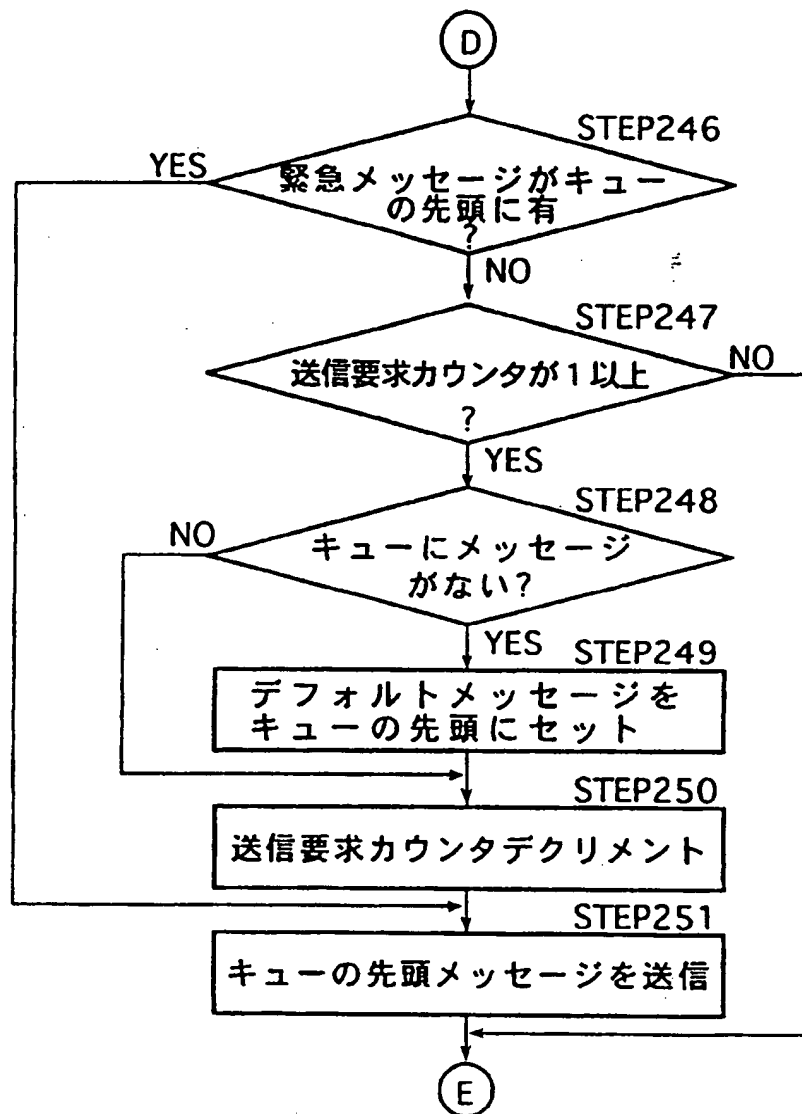 D
STEP246
YES
緊急メッセージがキュー
の先頭に有
?
NO
STEP247
送信要求カウンタが1以上
?
NO
YES
STEP248
NO
キューにメッセージ
がない?
YES
STEP249
デフォルトメッセージを
キューの先頭にセット
STEP250
送信要求カウンタデクリメント
STEP251
キューの先頭メッセージを送信
E